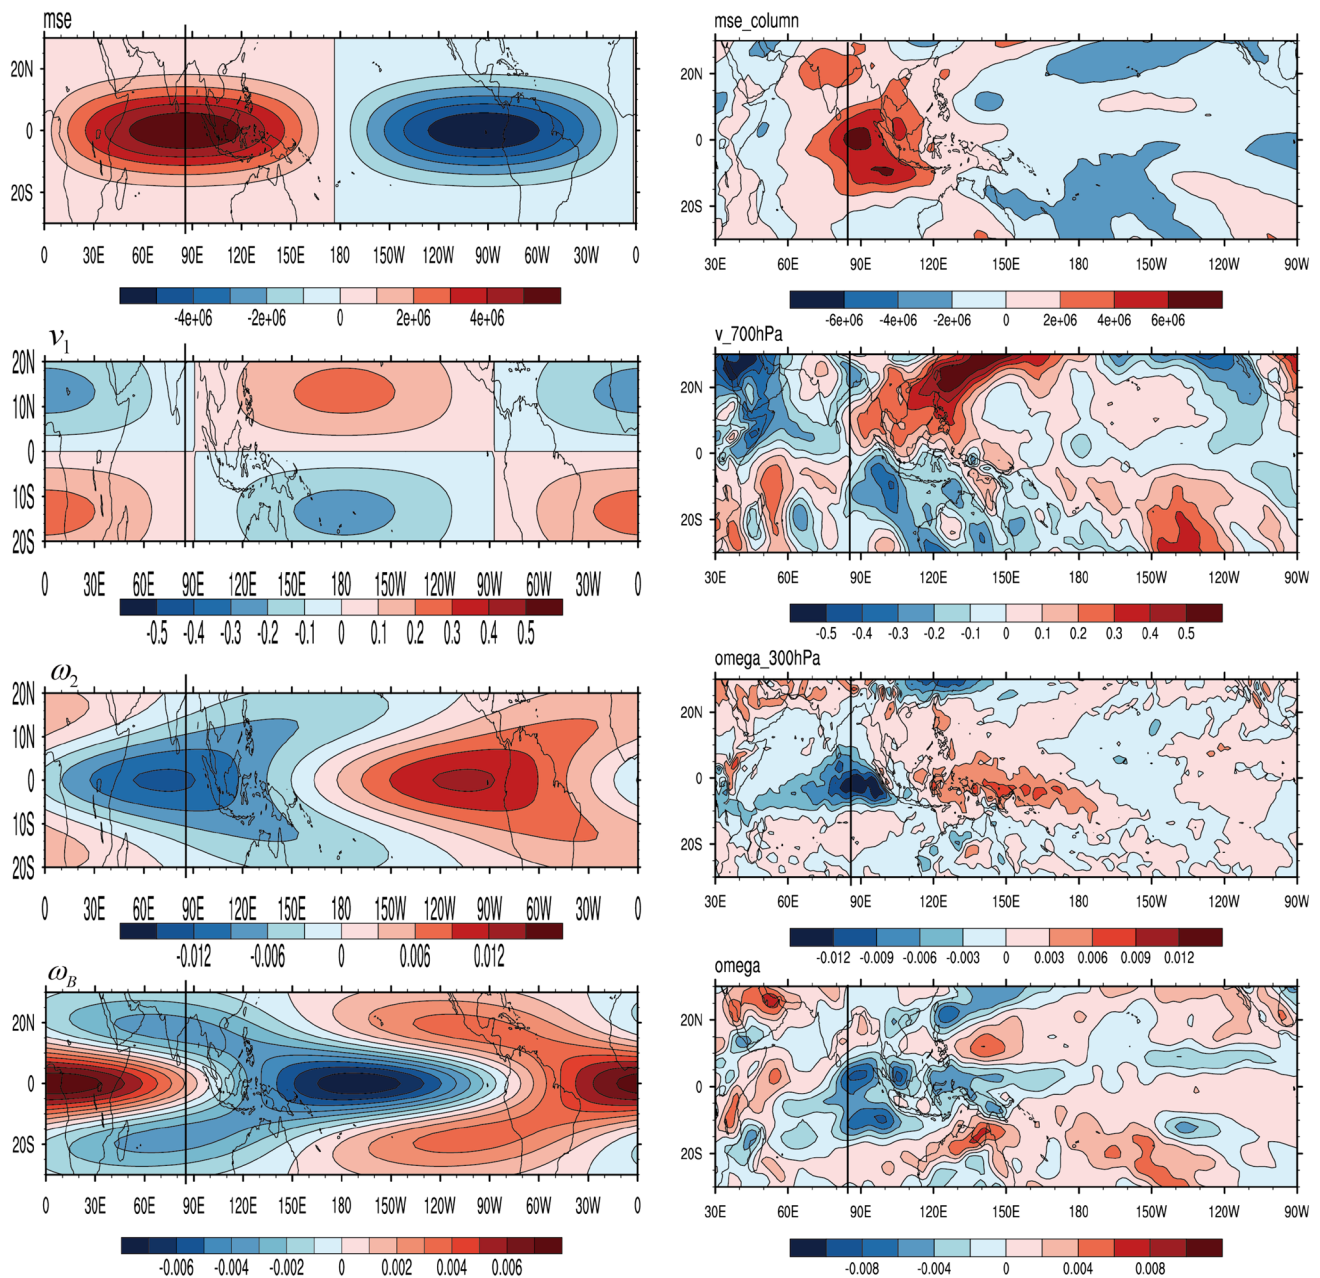 mse
20N
0
20S
0 30E 60E 90E 120E 150E 180 150W 120W 90W 60W 30W 0
-4e+06 -2e+06 0 2e+06 4e+06
v1
20N
10N
0
10S
20S
0 30E 60E 90E 120E 150E 180 150W 120W 90W 60W 30W 0
-0.5 -0.4 -0.3 -0.2 -0.1 0 0.1 0.2 0.3 0.4 0.5
ω2
20N
10N
0
10S
20S
0 30E 60E 90E 120E 150E 180 150W 120W 90W 60W 30W 0
-0.012 -0.006 0 0.006 0.012
ωB
20N
0
20S
0 30E 60E 90E 120E 150E 180 150W 120W 90W 60W 30W 0
-0.006 -0.004 -0.002 0 0.002 0.004 0.006
mse_column
20N
0
20S
30E 60E 90E 120E 150E 180 150W 120W 90W
-6e+06 -4e+06 -2e+06 0 2e+06 4e+06 6e+06
v_700hPa
20N
0
20S
30E 60E 90E 120E 150E 180 150W 120W 90W
-0.5 -0.4 -0.3 -0.2 -0.1 0 0.1 0.2 0.3 0.4 0.5
omega_300hPa
20N
0
20S
30E 60E 90E 120E 150E 180 150W 120W 90W
-0.012 -0.009 -0.006 -0.003 0 0.003 0.006 0.009 0.012
omega
20N
0
20S
30E 60E 90E 120E 150E 180 150W 120W 90W
-0.008 -0.004 0 0.004 0.008